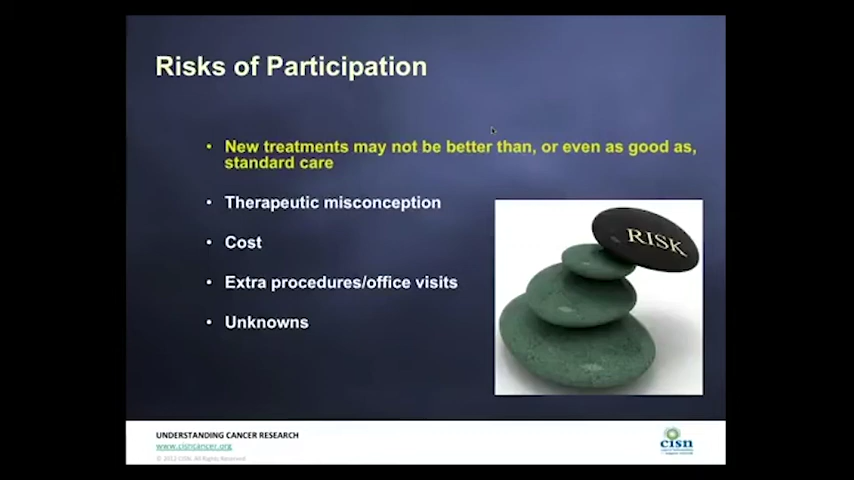 Risks of Participation
• New treatments may not be better than, or even as good as,
standard care
• Therapeutic misconception
• Cost
• Extra procedures/office visits
• Unknowns
RISK
UNDERSTANDING CANCER RESEARCH
www.cisncancer.org
© 2012 CISN. All Rights Reserved.
cisn